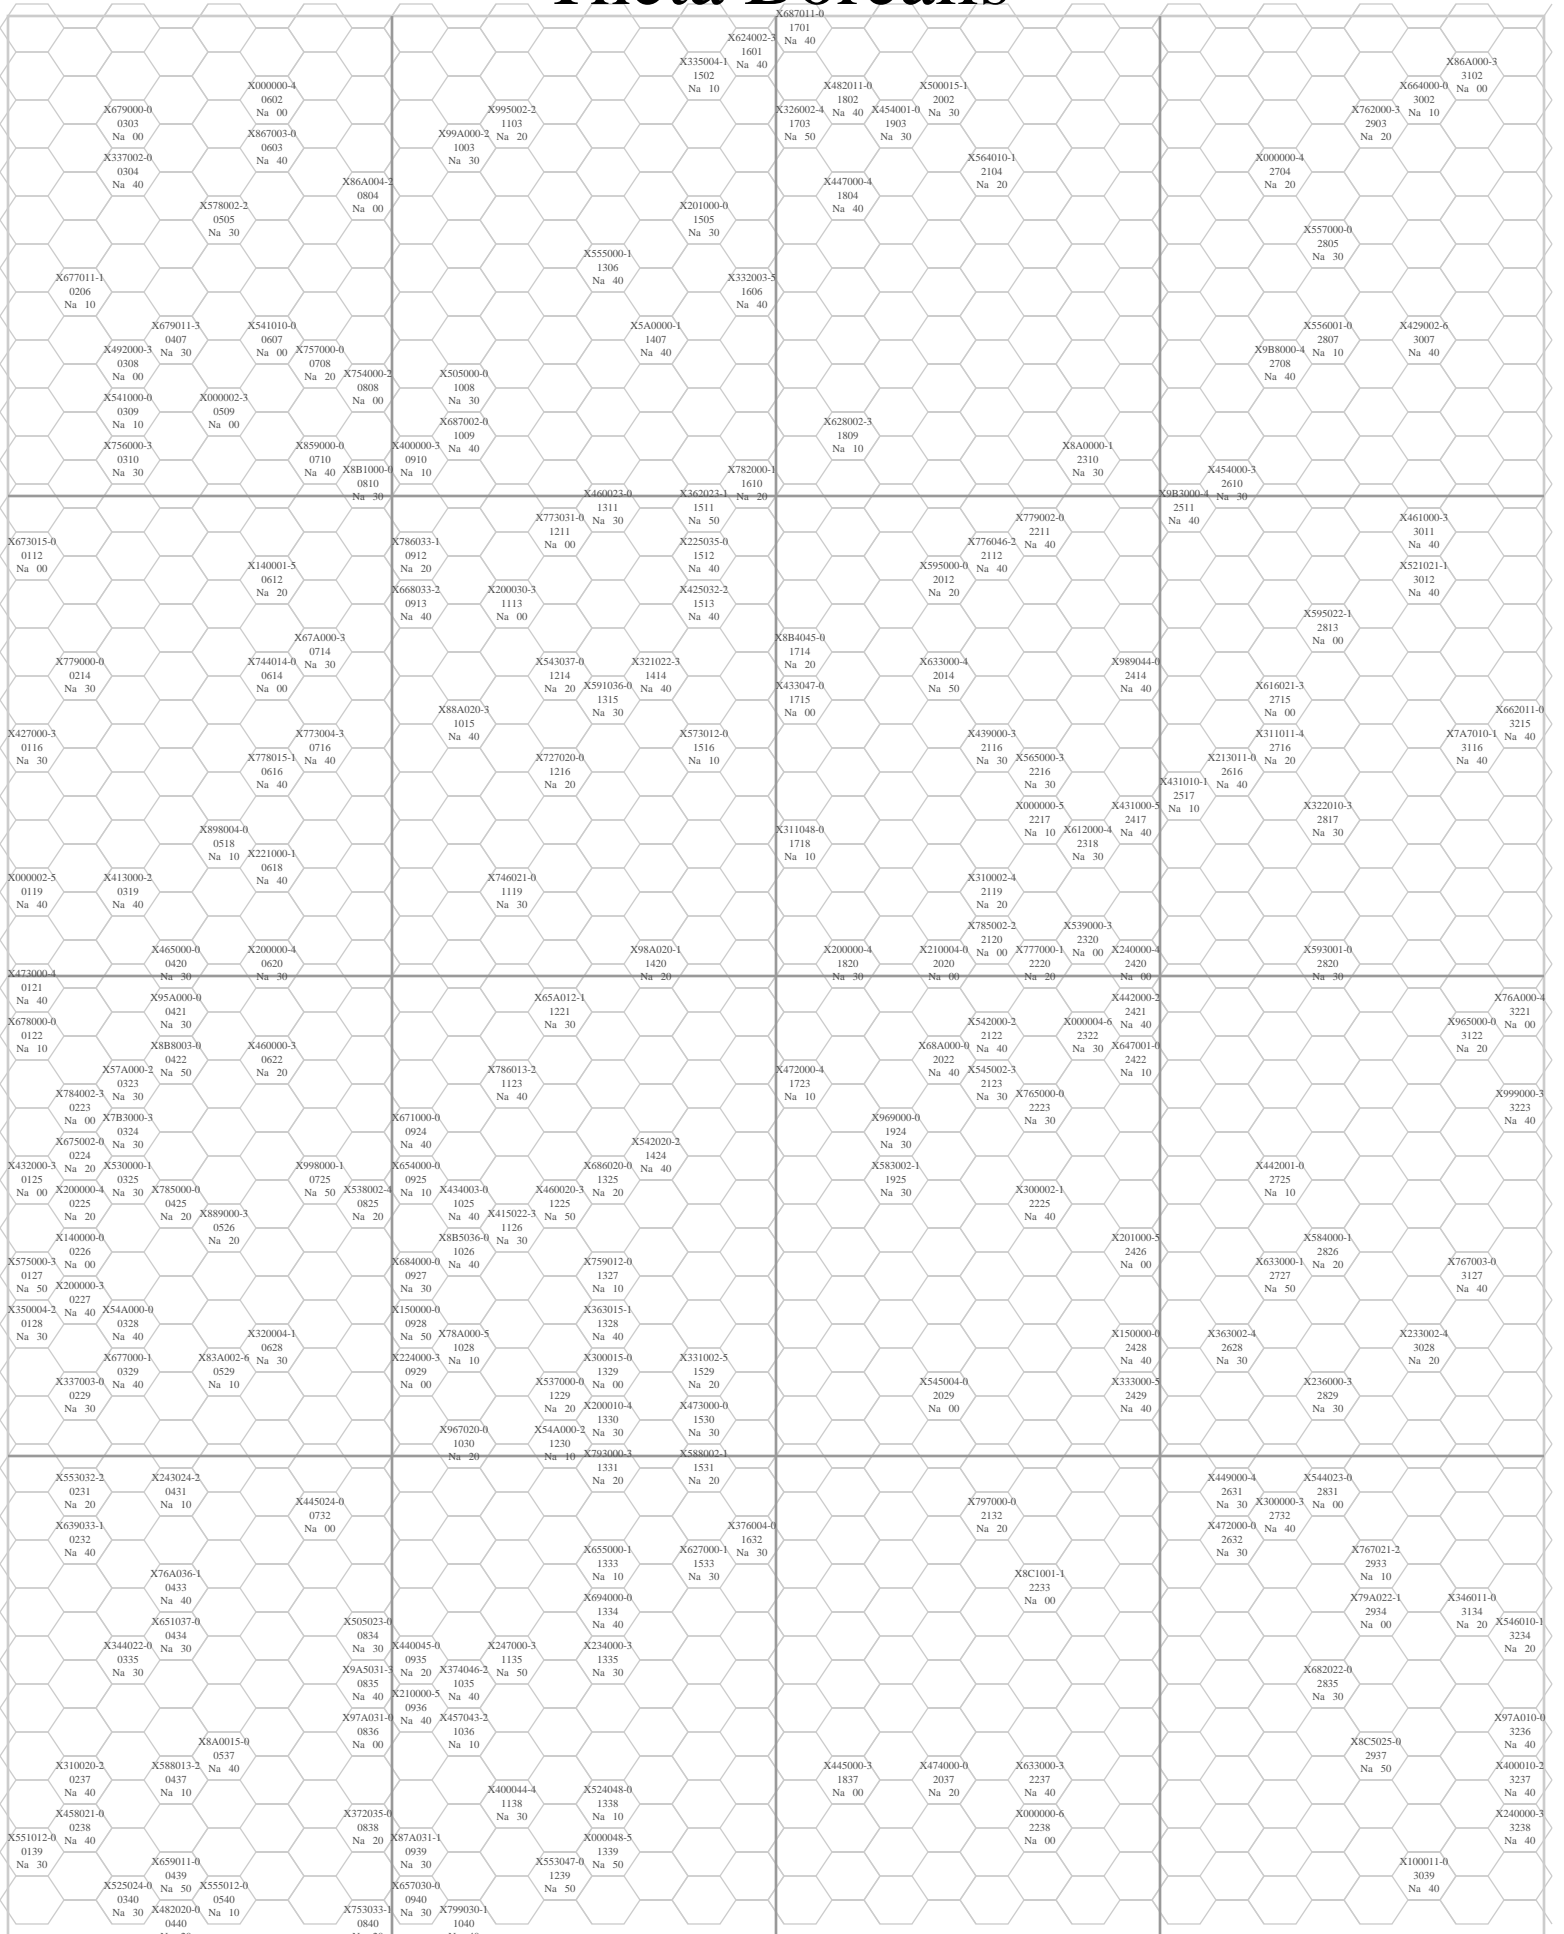 Theta Borealis
X679000-0
0303
Na 00
X337002-0
0304
Na 40
X000000-4
0602
Na 00
X867003-0
0603
Na 40
X86A004-2
0804
Na 00
X578002-2
0505
Na 30
X677011-1
0206
Na 10
X679011-3
0407
Na 30
X541010-0
0607
Na 00
X492000-3
0308
Na 00
X757000-0
0708
Na 20
X754000-2
0808
Na 00
X541000-0
0309
Na 10
X000002-3
0509
Na 00
X756000-3
0310
Na 30
X859000-0
0710
Na 40
X8B1000-0
0810
Na 30
X624002-3
1601
Na 40
X335004-1
1502
Na 10
X995002-2
1103
Na 20
X99A000-2
1003
Na 30
X201000-0
1505
Na 30
X555000-1
1306
Na 40
X332003-5
1606
Na 40
X5A0000-1
1407
Na 40
X505000-0
1008
Na 30
X687002-0
1009
Na 40
X400000-3
0910
Na 10
X782000-1
1610
Na 20
X687011-0
1701
Na 40
X482011-0
1802
Na 40
X500015-1
2002
Na 30
X326002-4
1703
Na 50
X454001-0
1903
Na 30
X564010-1
2104
Na 20
X447000-4
1804
Na 40
X628002-3
1809
Na 10
X8A0000-1
2310
Na 30
X86A000-3
3102
Na 00
X664000-0
3002
Na 10
X762000-3
2903
Na 20
X000000-4
2704
Na 20
X557000-0
2805
Na 30
X556001-0
2807
Na 10
X429002-6
3007
Na 40
X9B8000-4
2708
Na 40
X454000-3
2610
Na 30
X673015-0
0112
Na 00
X140001-5
0612
Na 20
X67A000-3
0714
Na 30
X779000-0
0214
Na 30
X744014-0
0614
Na 00
X427000-3
0116
Na 30
X773004-3
0716
Na 40
X778015-1
0616
Na 40
X898004-0
0518
Na 10
X221000-1
0618
Na 40
X000002-5
0119
Na 40
X413000-2
0319
Na 40
X465000-0
0420
Na 30
X200000-4
0620
Na 30
X460023-0
1311
Na 30
X362023-1
1511
Na 50
X773031-0
1211
Na 00
X786033-1
0912
Na 20
X225035-0
1512
Na 40
X668033-2
0913
Na 40
X200030-3
1113
Na 00
X425032-2
1513
Na 40
X543037-0
1214
Na 20
X321022-3
1414
Na 40
X591036-0
1315
Na 30
X88A020-3
1015
Na 40
X573012-0
1516
Na 10
X727020-0
1216
Na 20
X746021-0
1119
Na 30
X98A020-1
1420
Na 20
X779002-0
2211
Na 40
X776046-2
2112
Na 40
X595000-0
2012
Na 20
X8B4045-0
1714
Na 20
X633000-4
2014
Na 50
X989044-0
2414
Na 40
X433047-0
1715
Na 00
X439000-3
2116
Na 30
X565000-3
2216
Na 30
X000000-5
2217
Na 10
X431000-5
2417
Na 40
X311048-0
1718
Na 10
X612000-4
2318
Na 30
X310002-4
2119
Na 20
X785002-2
2120
Na 00
X539000-3
2320
Na 00
X200000-4
1820
Na 30
X210004-0
2020
Na 00
X777000-1
2220
Na 20
X240000-4
2420
Na 00
X9B3000-4
2511
Na 40
X461000-3
3011
Na 40
X521021-1
3012
Na 40
X595022-1
2813
Na 00
X616021-3
2715
Na 00
X662011-0
3215
Na 40
X311011-4
2716
Na 20
X7A7010-1
3116
Na 40
X213011-0
2616
Na 40
X431010-1
2517
Na 10
X322010-3
2817
Na 30
X593001-0
2820
Na 30
X473000-4
0121
Na 40
X95A000-0
0421
Na 30
X678000-0
0122
Na 10
X8B8003-0
0422
Na 50
X460000-3
0622
Na 20
X57A000-2
0323
Na 30
X784002-3
0223
Na 00
X7B3000-3
0324
Na 30
X675002-0
0224
Na 20
X432000-3
0125
Na 00
X530000-1
0325
Na 30
X998000-1
0725
Na 50
X200000-4
0225
Na 20
X785000-0
0425
Na 20
X538002-4
0825
Na 20
X889000-3
0526
Na 20
X140000-0
0226
Na 00
X575000-3
0127
Na 50
X200000-3
0227
Na 40
X350004-2
0128
Na 30
X54A000-0
0328
Na 40
X320004-1
0628
Na 30
X677000-1
0329
Na 40
X83A002-6
0529
Na 10
X337003-0
0229
Na 30
X65A012-1
1221
Na 30
X786013-2
1123
Na 40
X671000-0
0924
Na 40
X542020-2
1424
Na 40
X654000-0
0925
Na 10
X686020-0
1325
Na 20
X434003-0
1025
Na 40
X460020-3
1225
Na 50
X415022-3
1126
Na 30
X8B5036-0
1026
Na 40
X684000-0
0927
Na 30
X759012-0
1327
Na 10
X150000-0
0928
Na 50
X363015-1
1328
Na 40
X78A000-5
1028
Na 10
X224000-3
0929
Na 00
X300015-0
1329
Na 00
X331002-5
1529
Na 20
X537000-0
1229
Na 20
X200010-4
1330
Na 30
X473000-0
1530
Na 30
X967020-0
1030
Na 20
X54A000-2
1230
Na 10
X442000-2
2421
Na 40
X542000-2
2122
Na 40
X000004-6
2322
Na 30
X68A000-0
2022
Na 40
X647001-0
2422
Na 10
X472000-4
1723
Na 10
X545002-3
2123
Na 30
X765000-0
2223
Na 30
X969000-0
1924
Na 30
X583002-1
1925
Na 30
X300002-1
2225
Na 40
X201000-5
2426
Na 00
X150000-0
2428
Na 40
X545004-0
2029
Na 00
X333000-5
2429
Na 40
X76A000-4
3221
Na 00
X965000-0
3122
Na 20
X999000-3
3223
Na 40
X442001-0
2725
Na 10
X584000-1
2826
Na 20
X633000-1
2727
Na 50
X767003-0
3127
Na 40
X363002-4
2628
Na 30
X233002-4
3028
Na 20
X236000-3
2829
Na 30
X553032-2
0231
Na 20
X243024-2
0431
Na 10
X445024-0
0732
Na 00
X639033-1
0232
Na 40
X76A036-1
0433
Na 40
X651037-0
0434
Na 30
X505023-0
0834
Na 30
X344022-0
0335
Na 30
X9A5031-3
0835
Na 40
X97A031-0
0836
Na 00
X8A0015-0
0537
Na 40
X310020-2
0237
Na 40
X588013-2
0437
Na 10
X458021-0
0238
Na 40
X372035-0
0838
Na 20
X551012-0
0139
Na 30
X659011-0
0439
Na 50
X525024-0
0340
Na 30
X555012-0
0540
Na 10
X482020-0
0440
X753033-1
0840
X793000-3
1331
Na 20
X588002-1
1531
Na 20
X376004-0
1632
Na 30
X655000-1
1333
Na 10
X627000-1
1533
Na 30
X694000-0
1334
Na 40
X440045-0
0935
Na 20
X247000-3
1135
Na 50
X234000-3
1335
Na 30
X374046-2
1035
Na 40
X210000-5
0936
Na 40
X457043-2
1036
Na 10
X400044-4
1138
Na 30
X524048-0
1338
Na 10
X87A031-1
0939
Na 30
X000048-5
1339
Na 50
X553047-0
1239
Na 50
X657030-0
0940
Na 30
X799030-1
1040
X797000-0
2132
Na 20
X8C1001-1
2233
Na 00
X445000-3
1837
Na 00
X474000-0
2037
Na 20
X633000-3
2237
Na 40
X000000-6
2238
Na 00
X449000-4
2631
Na 30
X544023-0
2831
Na 00
X300000-3
2732
Na 40
X472000-0
2632
Na 30
X767021-2
2933
Na 10
X79A022-1
2934
Na 00
X346011-0
3134
Na 20
X546010-1
3234
Na 20
X682022-0
2835
Na 30
X97A010-0
3236
Na 40
X8C5025-0
2937
Na 50
X400010-2
3237
Na 40
X240000-3
3238
Na 40
X100011-0
3039
Na 40